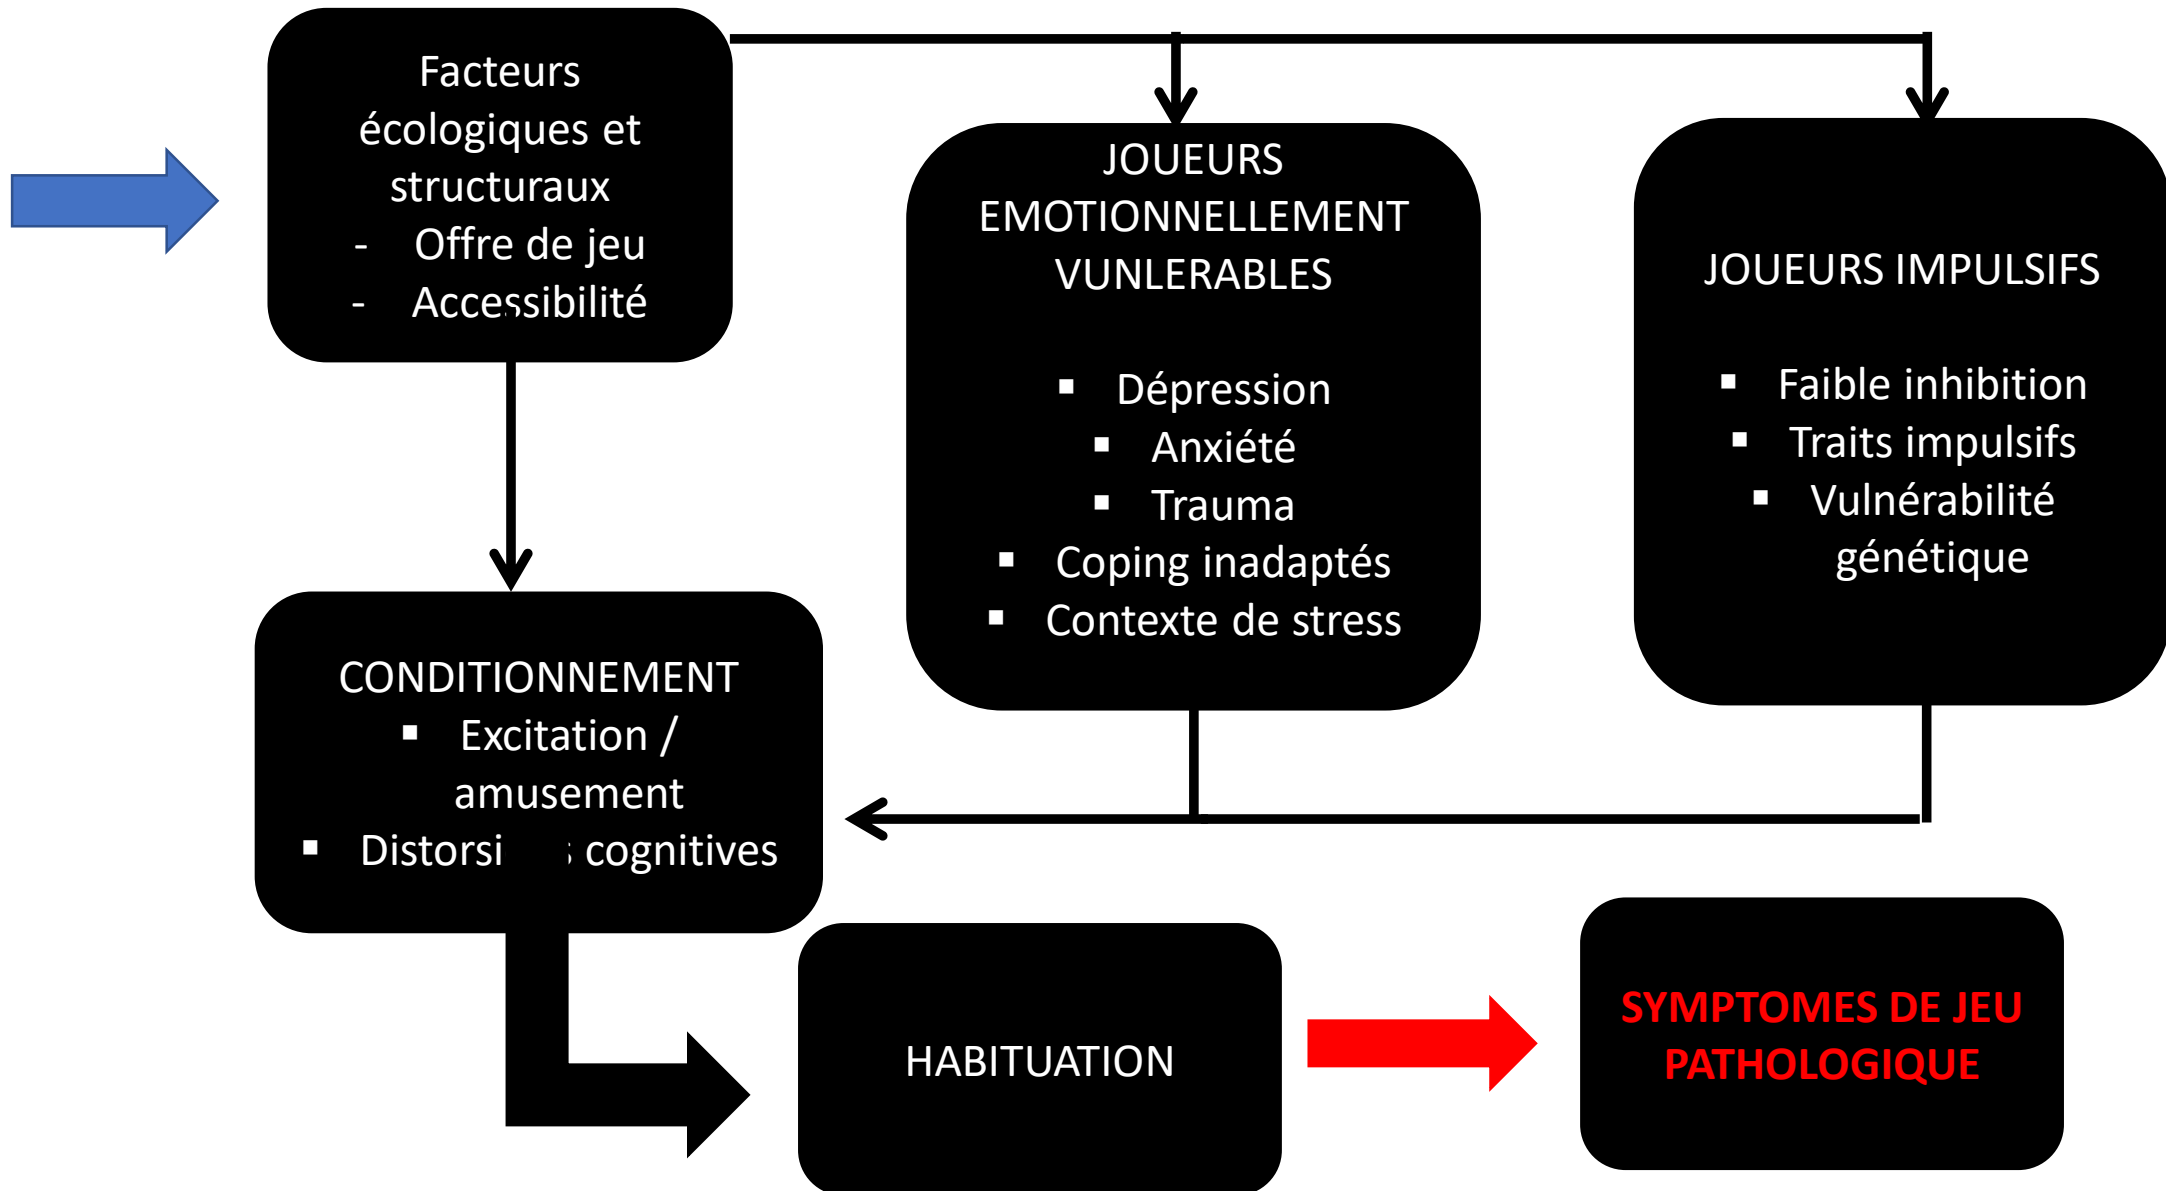 Facteurs
écologiques et
structuraux
- Offre de jeu
- Accessibilité
JOUEURS
EMOTIONNELLEMENT
VUNLERABLES
▪ Dépression
▪ Anxiété
▪ Trauma
▪ Coping inadaptés
▪ Contexte de stress
JOUEURS IMPULSIFS
▪ Faible inhibition
▪ Traits impulsifs
▪ Vulnérabilité
génétique
CONDITIONNEMENT
▪ Excitation /
amusement
▪ cognitives
HABITUATION
SYMPTOMES DE JEU
PATHOLOGIQUE